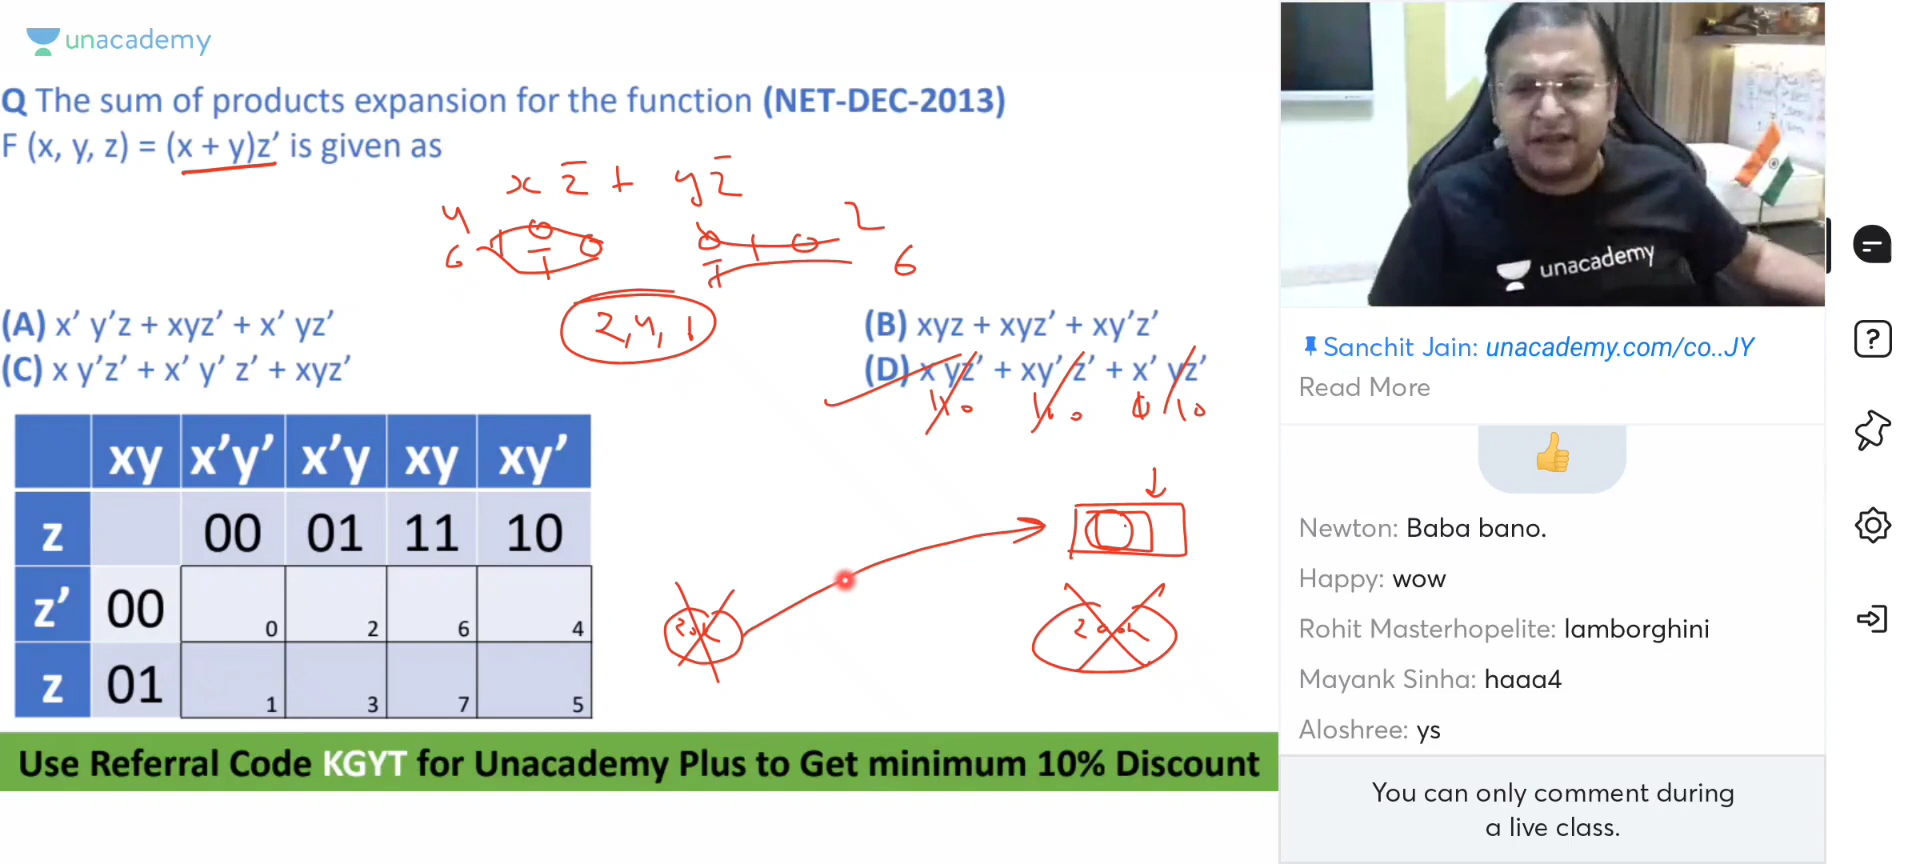 unacademy
Q The sum of products expansion for the function (NET-DEC-2013)
F (x, y, z) = (x + y)z’ is given as
x z̅ + y z̅
4
6
2
6
2, 4, 1
(A) x’ y’z + xyz’ + x’ yz’
(B) xyz + xyz’ + xy’z’
(C) x y’z’ + x’ y’ z’ + xyz’
(D) x yz’ + xy’ z’ + x’ yz’
xy x’y’ x’y xy xy’
z 00 01 11 10
z’ 00 0 2 6 4
z 01 1 3 7 5
Use Referral Code KGYT for Unacademy Plus to Get minimum 10% Discount
unacademy
Sanchit Jain: unacademy.com/co..JY
Read More
Newton: Baba bano.
Happy: wow
Rohit Masterhopelite: lamborghini
Mayank Sinha: haaa4
Aloshree: ys
You can only comment during
a live class.